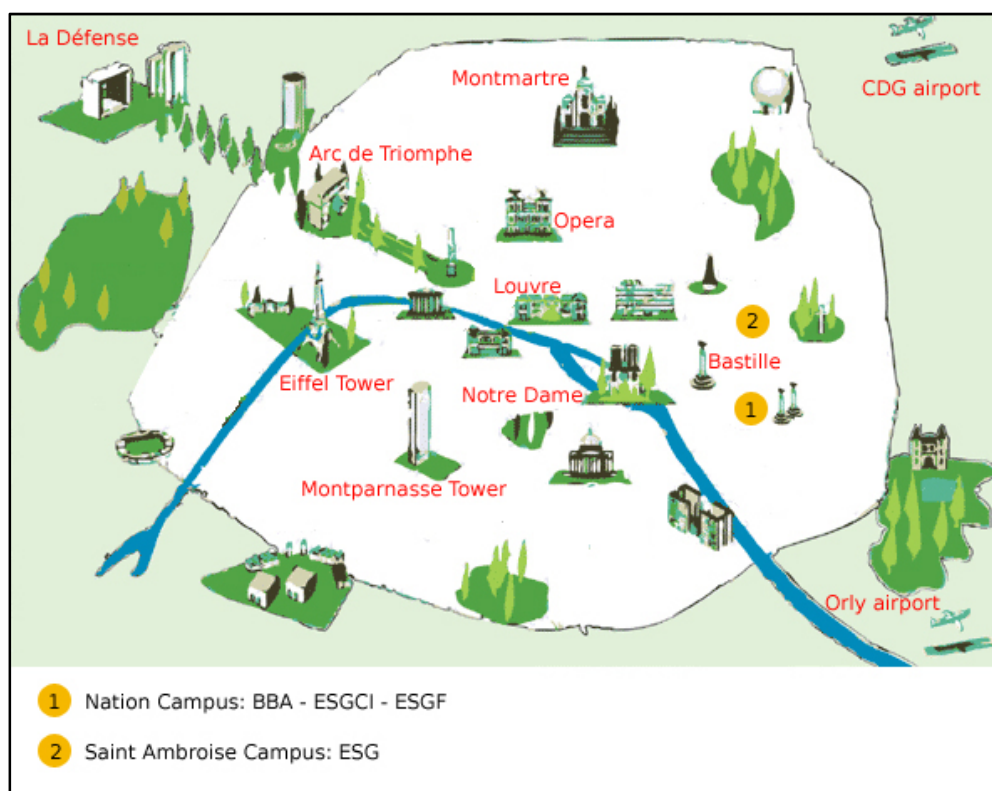 La Défense
Montmartre
CDG airport
Arc de Triomphe
Opera
Louvre
2
Bastille
Eiffel Tower
Notre Dame
1
Montparnasse Tower
Orly airport
1 Nation Campus: BBA - ESGCI - ESGF
2 Saint Ambroise Campus: ESG